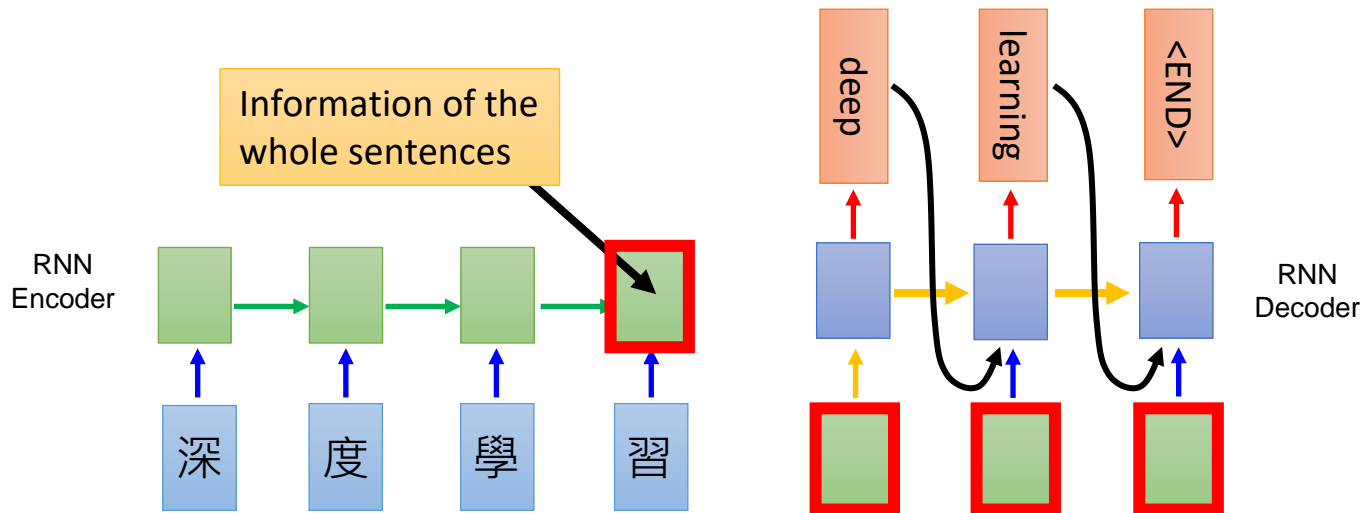 Information of the
whole sentences
RNN
Encoder
深
度
學
習
deep
learning
<END>
RNN
Decoder